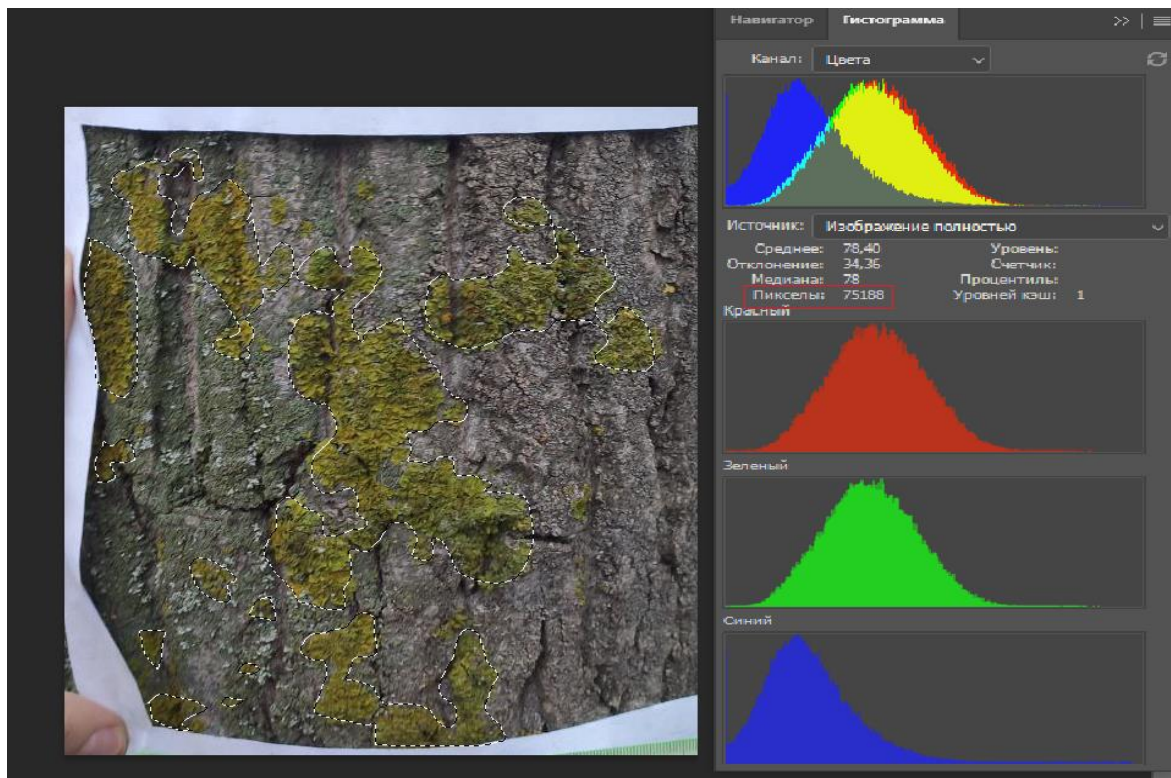 Навигатор Гистограмма
Канал: Цвета
Источник: Изображение полностью
Среднее: 78,40 Уровень:
Отклонение: 34,36 Счетчик:
Медиана: 78 Процентиль:
Пикселы: 75188 Уровней кэш: 1
Красный
Зеленый
Синий